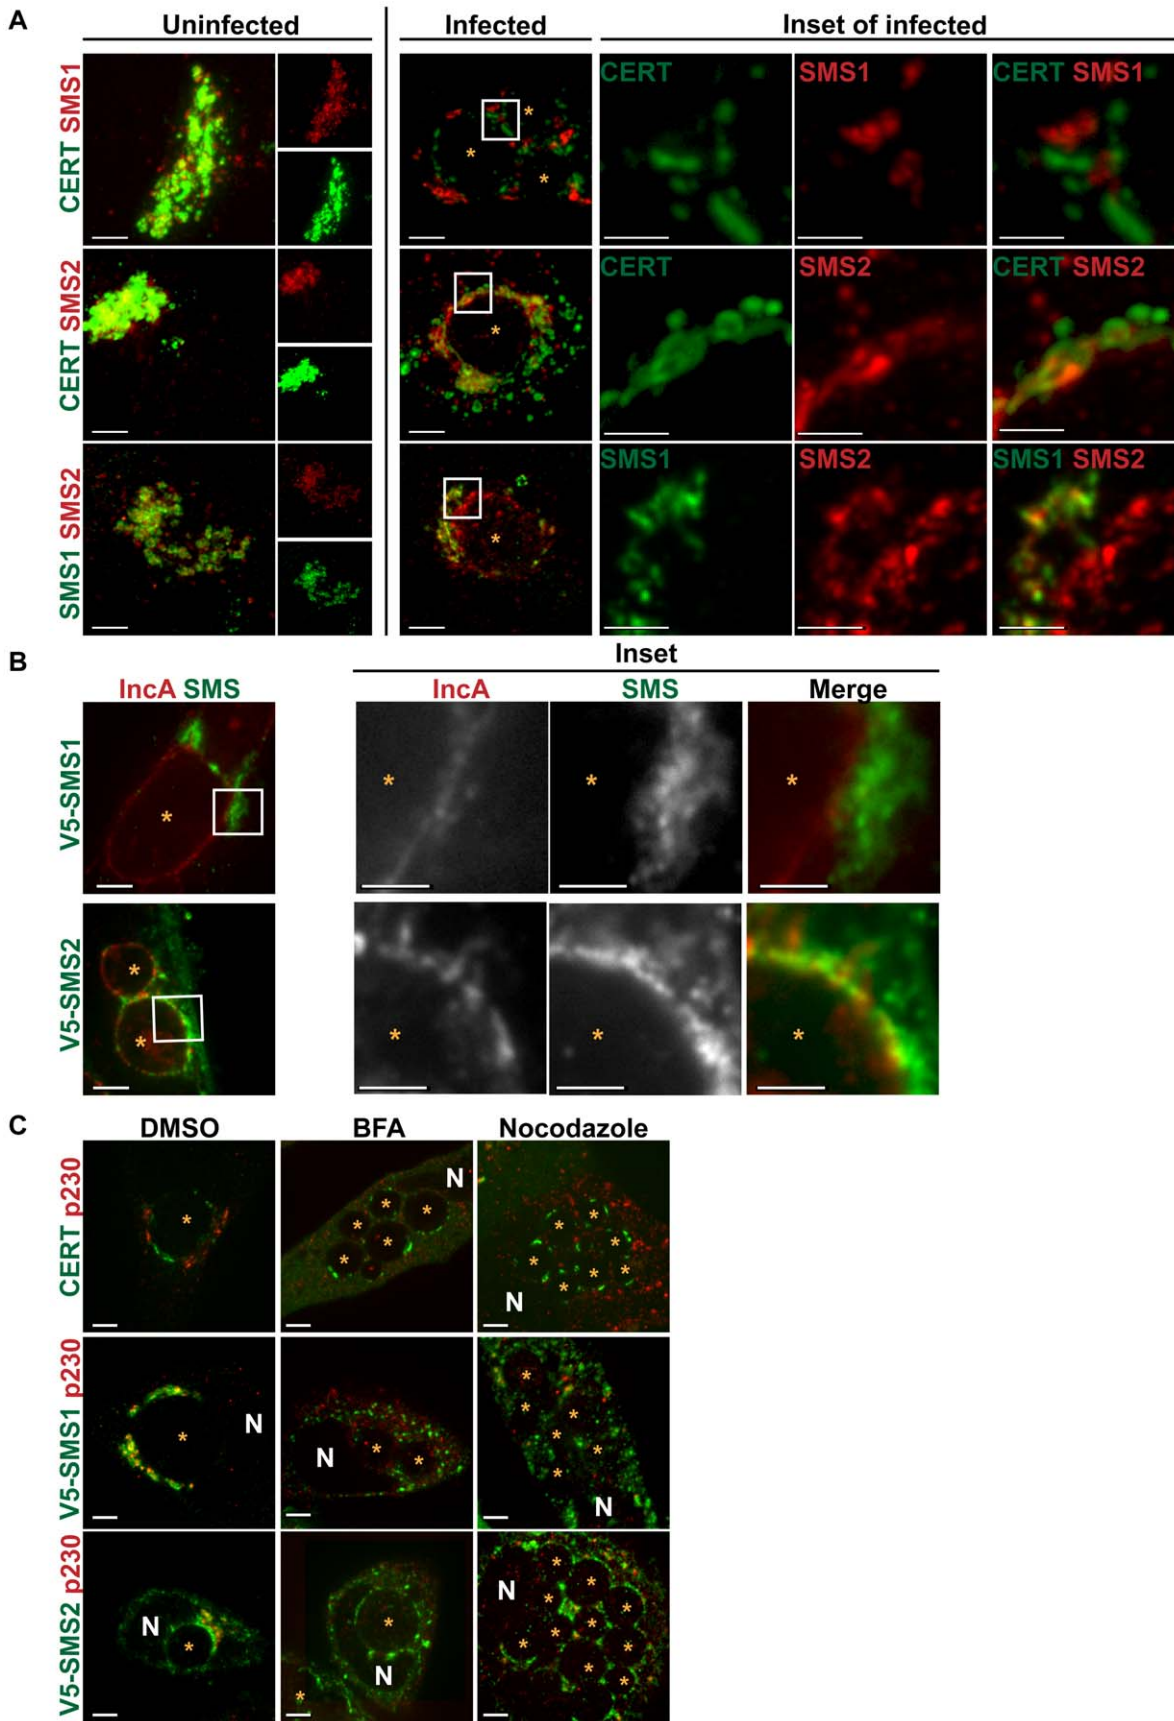 A
Uninfected
Infected
Inset of infected
CERT SMS1
CERT
SMS1
CERT SMS1
CERT SMS2
CERT
SMS2
CERT SMS2
SMS1 SMS2
SMS1
SMS2
SMS1 SMS2
B
Inset
IncA SMS
IncA
SMS
Merge
V5-SMS1
*
*
*
*
V5-SMS2
*
*
*
*
*
C
DMSO
BFA
Nocodazole
CERT p230
N
N
V5-SMS1 p230
N
N
N
V5-SMS2 p230
N
N
N